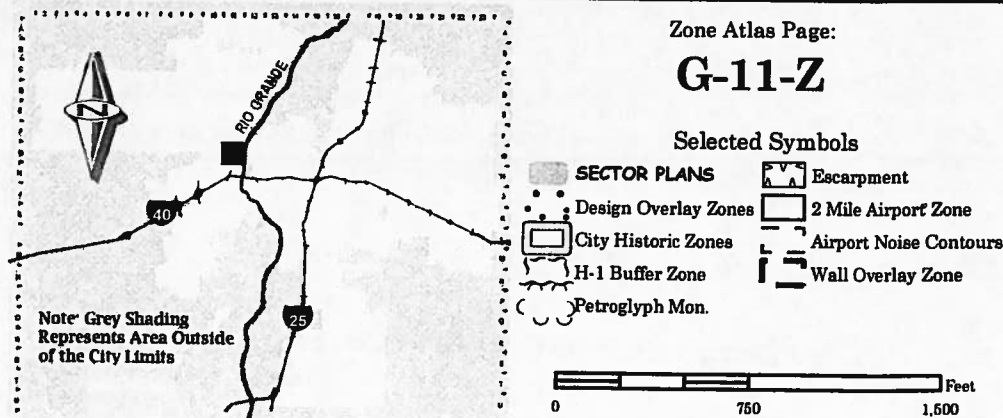 Zone Atlas Page:
G-11-Z
Selected Symbols
SECTOR PLANS
Design Overlay Zones
City Historic Zones
H-1 Buffer Zone
Petroglyph Mon.
Escarpment
2 Mile Airport Zone
Airport Noise Contours
Wall Overlay Zone
Feet
0 750 1,500
N
RIO GRANDE
40
25
Note: Grey Shading
Represents Area Outside
of the City Limits